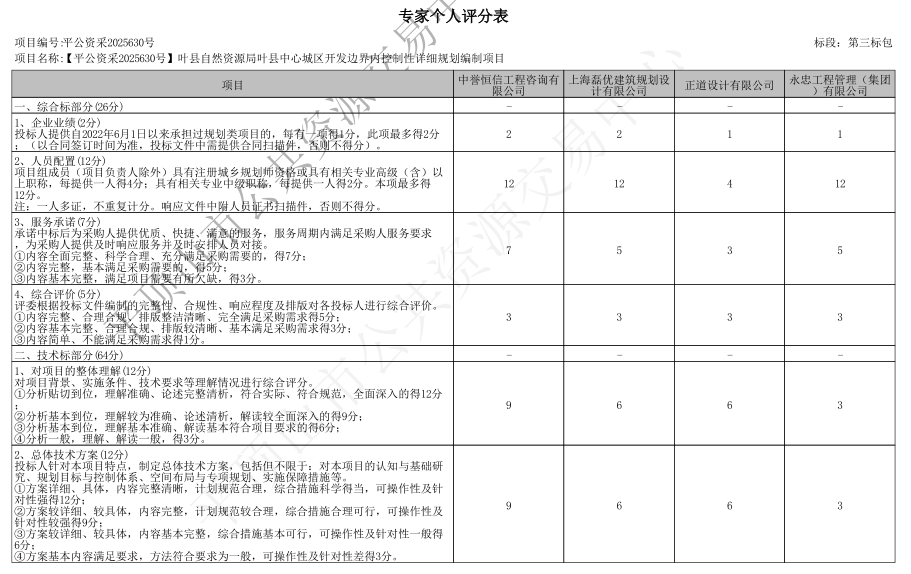 专家个人评分表
项目编号:平公资采2025630号
标段：第三标包
项目名称:【平公资采2025630号】叶县自然资源局叶县中心城区开发边界内控制性详细规划编制项目
项目
中誉恒信工程咨询有限公司
上海磊优建筑规划设计有限公司
正道设计有限公司
永忠工程管理（集团）有限公司
一、综合标部分(26分)
–
–
–
–
1、企业业绩(2分)
投标人提供自2022年6月1日以来承担过规划类项目的，每有一项得1分，此项最多得2分
；（以合同签订时间为准，投标文件中需提供合同扫描件，否则不得分）。
2
2
1
1
2、人员配置(12分)
项目组成员（项目负责人除外）具有注册城乡规划师资格或具有相关专业高级（含）以
上职称，每提供一人得4分；具有相关专业中级职称，每提供一人得2分。本项最多得
12分。
注：一人多证，不重复计分。响应文件中附人员证书扫描件，否则不得分。
12
12
4
12
3、服务承诺(7分)
承诺中标后为采购人提供优质、快捷、满意的服务，服务周期内满足采购人服务要求
，为采购人提供及时响应服务并及时安排人员对接。
①内容全面完整、科学合理、充分满足采购需要的，得7分；
②内容完整，基本满足采购需要的，得5分；
③内容基本完整，满足项目需要有所欠缺，得3分。
7
5
3
5
4、综合评价(5分)
评委根据投标文件编制的完整性、合规性、响应程度及排版对各投标人进行综合评价。
①内容完整、合理合规、排版整洁清晰、完全满足采购需求得5分；
②内容基本完整、合理合规、排版较清晰、基本满足采购需求得3分；
③内容简单、不能满足采购需求得1分。
3
3
3
3
二、技术标部分(64分)
–
–
–
–
1、对项目的整体理解(12分)
对项目背景、实施条件、技术要求等理解情况进行综合评分。
①分析贴切到位，理解准确、论述完整清析，符合实际、符合规范，全面深入的得12分
；
②分析基本到位，理解较为准确、论述清析，解读较全面深入的得9分；
③分析基本到位，理解基本准确、解读基本符合项目要求的得6分；
④分析一般，理解、解读一般，得3分。
9
6
6
3
2、总体技术方案(12分)
投标人针对本项目特点，制定总体技术方案，包括但不限于：对本项目的认知与基础研
究、规划目标与控制体系、空间布局与专项规划、实施保障措施等。
①方案详细、具体，内容完整清晰，计划规范合理，综合措施科学得当，可操作性及针
对性强得12分；
②方案较详细、较具体，内容完整，计划规范较合理，综合措施合理可行，可操作性及
针对性较强得9分；
③方案较详细、较具体，内容基本完整，综合措施基本可行，可操作性及针对性一般得
6分；
④方案基本内容满足要求，方法符合要求为一般，可操作性及针对性差得3分。
9
6
6
3
平顶山市公共资源交易中心
平顶山市公共资源交易中心